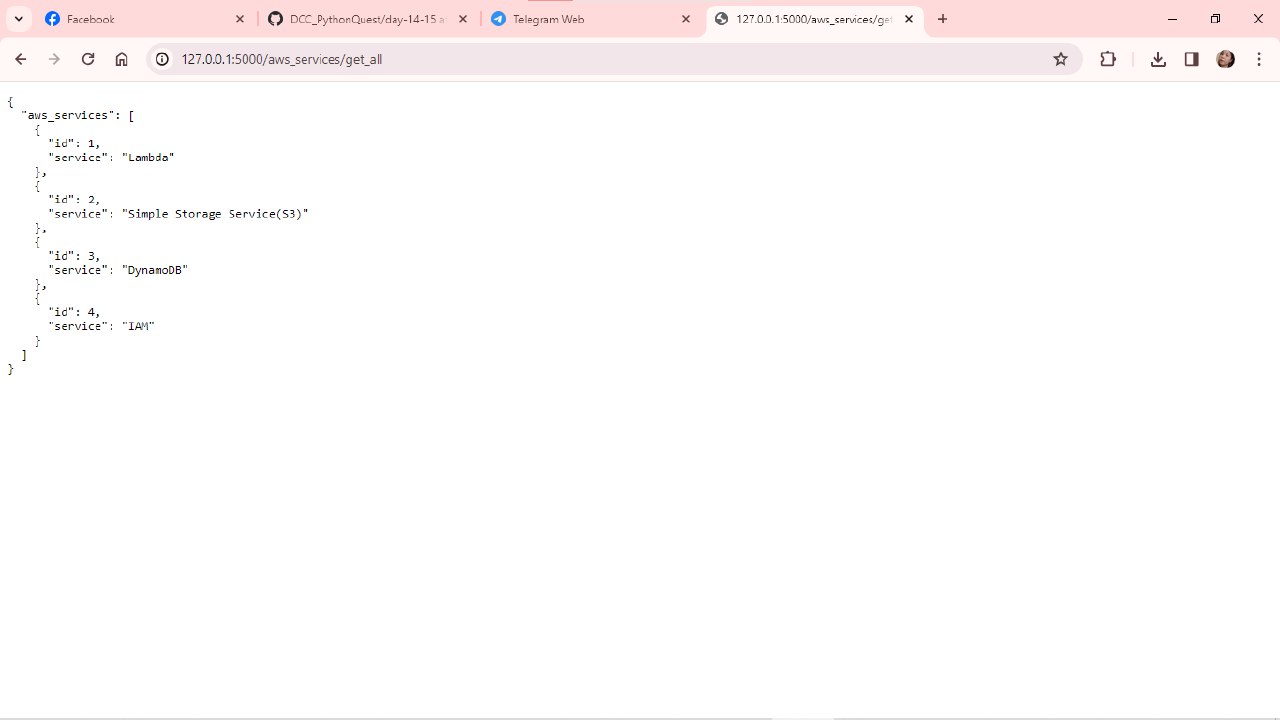 Facebook
DCC_PythonQuest/day-14-15 a
Telegram Web
127.0.0.1:5000/aws_services/get
127.0.0.1:5000/aws_services/get_all
{
  "aws_services": [
    {
      "id": 1,
      "service": "Lambda"
    },
    {
      "id": 2,
      "service": "Simple Storage Service(S3)"
    },
    {
      "id": 3,
      "service": "DynamoDB"
    },
    {
      "id": 4,
      "service": "IAM"
    }
  ]
}